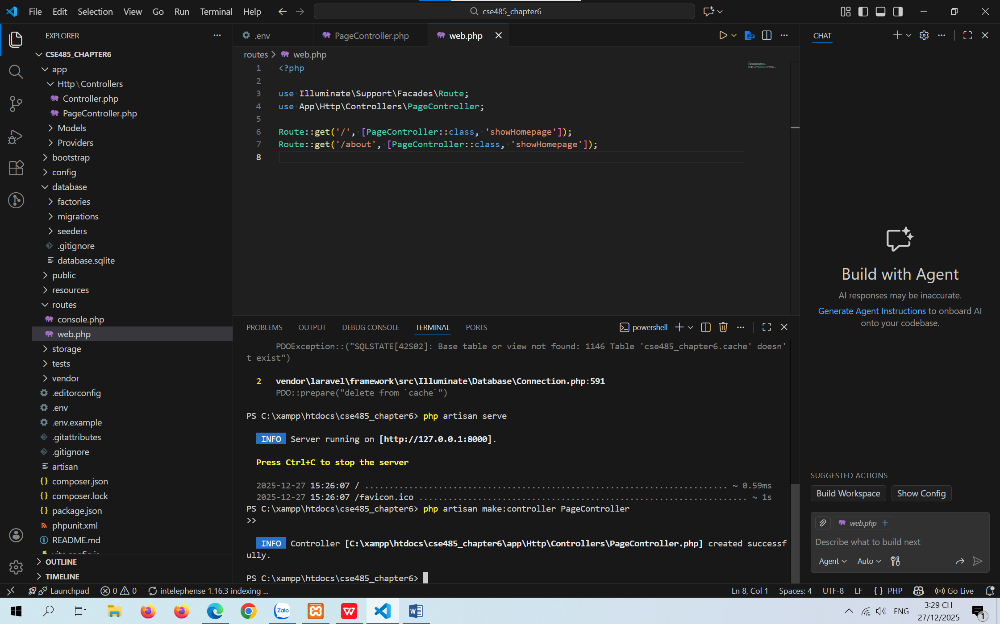 File Edit Selection View Go Run Terminal Help
cse485_chapter6
EXPLORER
CSE485_CHAPTER6
app
Http\Controllers
Controller.php
PageController.php
Models
Providers
bootstrap
config
database
factories
migrations
seeders
.gitignore
database.sqlite
public
resources
routes
console.php
web.php
storage
tests
vendor
.editorconfig
.env
.env.example
.gitattributes
.gitignore
artisan
composer.json
composer.lock
package.json
phpunit.xml
README.md
OUTLINE
TIMELINE
.env PageController.php web.php
routes > web.php
1 <?php
2
3 use Illuminate\Support\Facades\Route;
4 use App\Http\Controllers\PageController;
5
6 Route::get('/', [PageController::class, 'showHomepage']);
7 Route::get('/about', [PageController::class, 'showHomepage']);
8
PROBLEMS OUTPUT DEBUG CONSOLE TERMINAL PORTS powershell
PDOException::("SQLSTATE[42S02]: Base table or view not found: 1146 Table 'cse485_chapter6.cache' doesn'
t exist")
2 vendor\laravel\framework\src\Illuminate\Database\Connection.php:591
PDO::prepare("delete from `cache`")
PS C:\xampp\htdocs\cse485_chapter6> php artisan serve
INFO Server running on [http://127.0.0.1:8000].
Press Ctrl+C to stop the server
2025-12-27 15:26:07 / .......................................................................... ~ 0.59ms
2025-12-27 15:26:07 /favicon.ico ................................................................... ~ 1s
PS C:\xampp\htdocs\cse485_chapter6> php artisan make:controller PageController
>>
INFO Controller [C:\xampp\htdocs\cse485_chapter6\app\Http\Controllers\PageController.php] created successf
ully.
PS C:\xampp\htdocs\cse485_chapter6>
CHAT
Build with Agent
AI responses may be inaccurate.
Generate Agent Instructions to onboard AI
onto your codebase.
SUGGESTED ACTIONS
Build Workspace Show Config
web.php
Describe what to build next
Agent Auto
Launchpad 0 0 intelephense 1.16.3 indexing ...
Ln 8, Col 1 Spaces: 4 UTF-8 LF { } PHP Go Live
Zalo
ENG
3:29 CH
27/12/2025
1